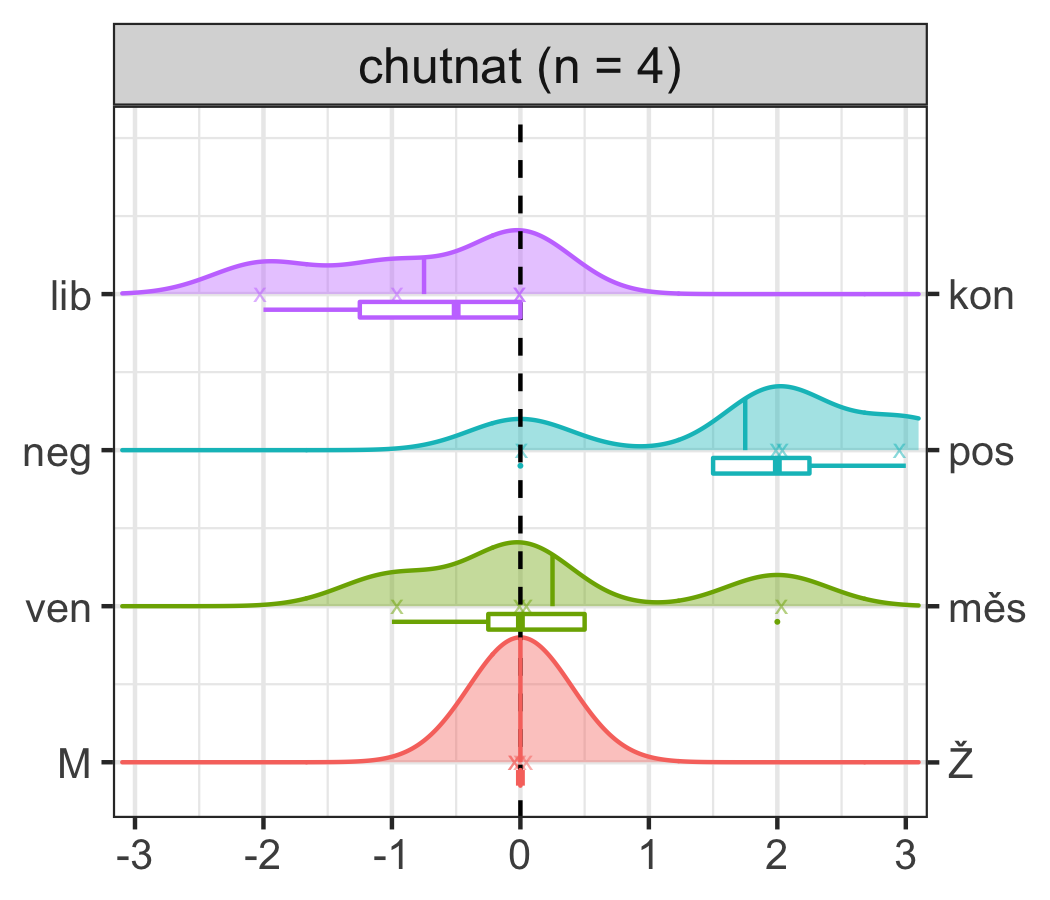 chutnat (n = 4)
lib kon
neg pos
ven měs
M Ž
-3 -2 -1 0 1 2 3